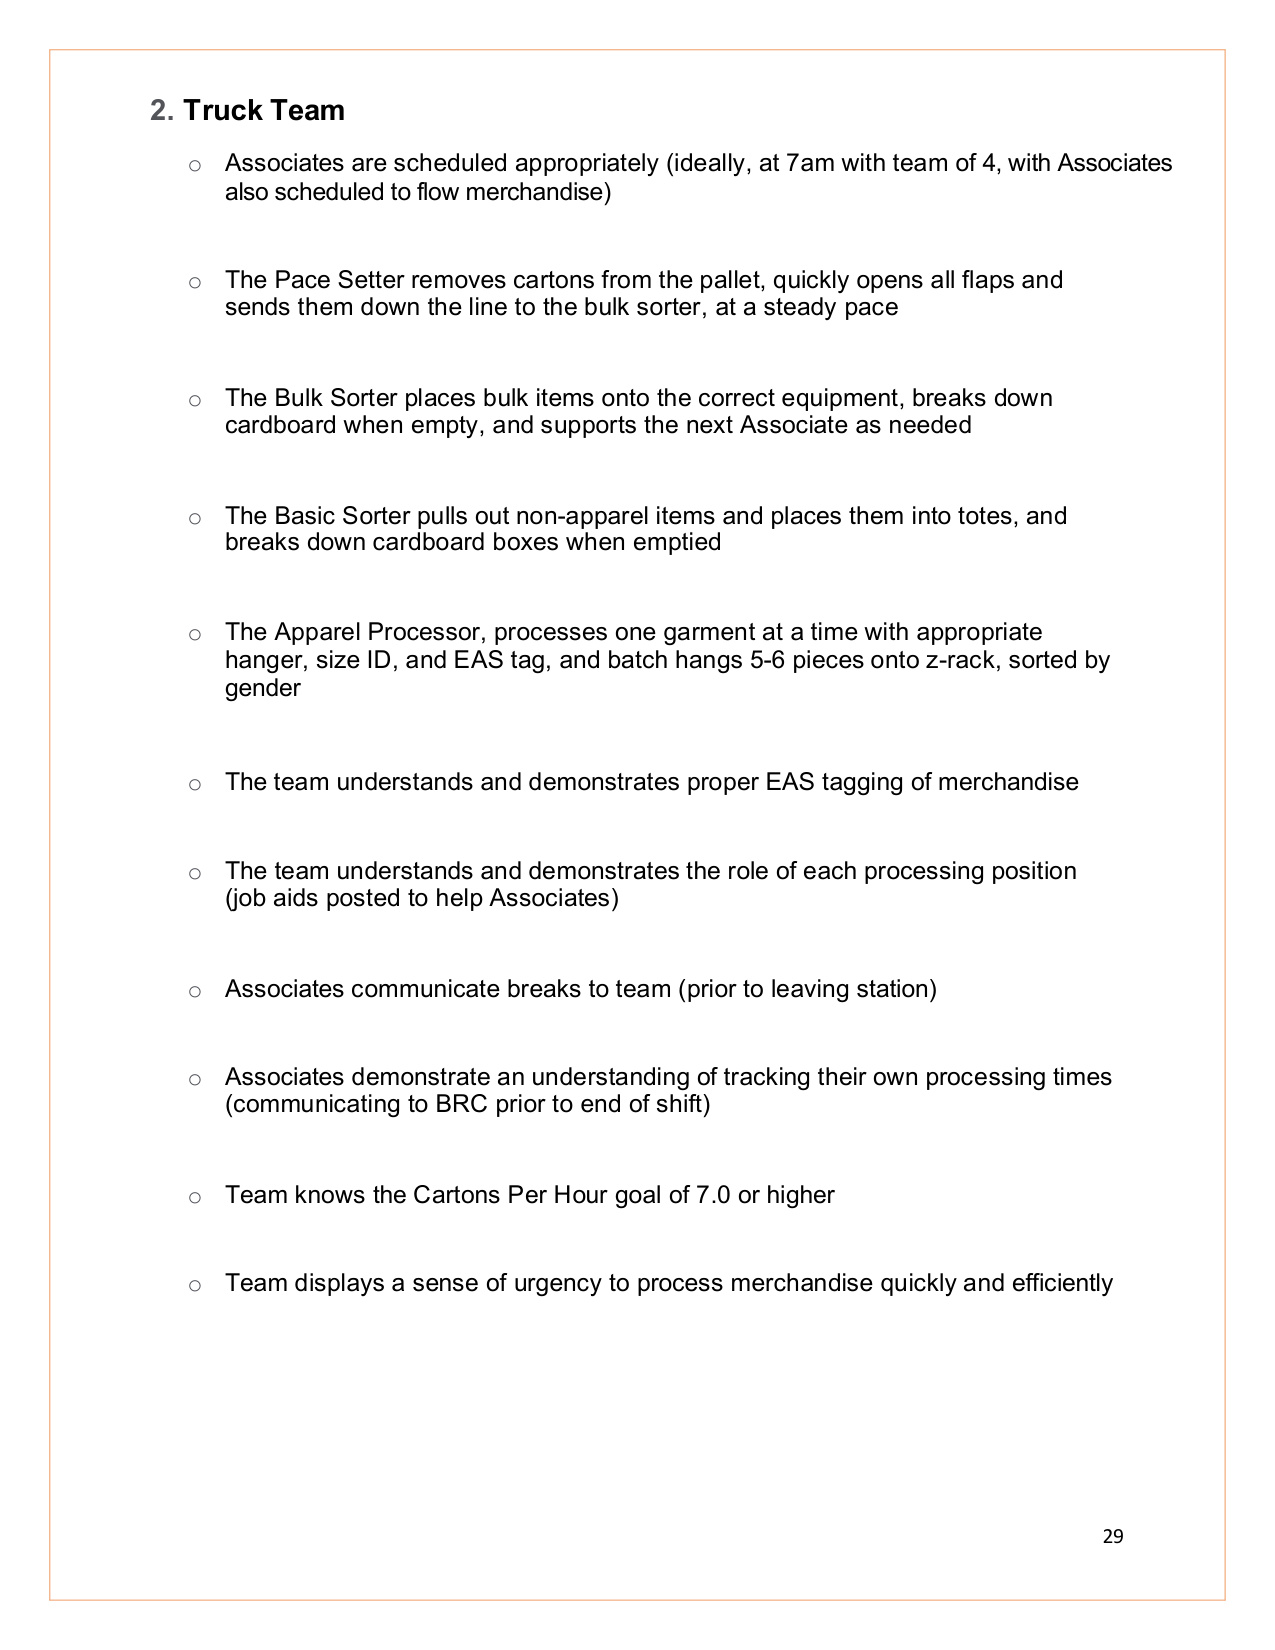 2. Truck Team
○ Associates are scheduled appropriately (ideally, at 7am with team of 4, with Associates
also scheduled to flow merchandise)
○ The Pace Setter removes cartons from the pallet, quickly opens all flaps and
sends them down the line to the bulk sorter, at a steady pace
○ The Bulk Sorter places bulk items onto the correct equipment, breaks down
cardboard when empty, and supports the next Associate as needed
○ The Basic Sorter pulls out non-apparel items and places them into totes, and
breaks down cardboard boxes when emptied
○ The Apparel Processor, processes one garment at a time with appropriate
hanger, size ID, and EAS tag, and batch hangs 5-6 pieces onto z-rack, sorted by
gender
○ The team understands and demonstrates proper EAS tagging of merchandise
○ The team understands and demonstrates the role of each processing position
(job aids posted to help Associates)
○ Associates communicate breaks to team (prior to leaving station)
○ Associates demonstrate an understanding of tracking their own processing times
(communicating to BRC prior to end of shift)
○ Team knows the Cartons Per Hour goal of 7.0 or higher
○ Team displays a sense of urgency to process merchandise quickly and efficiently
29